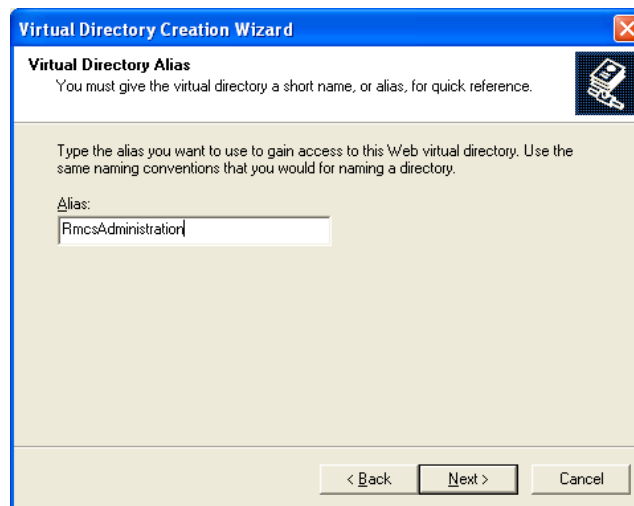 Virtual Directory Creation Wizard
Virtual Directory Alias
You must give the virtual directory a short name, or alias, for quick reference.
Type the alias you want to use to gain access to this Web virtual directory. Use the
same naming conventions that you would for naming a directory.
Alias:
RmcsAdministration
< Back Next > Cancel